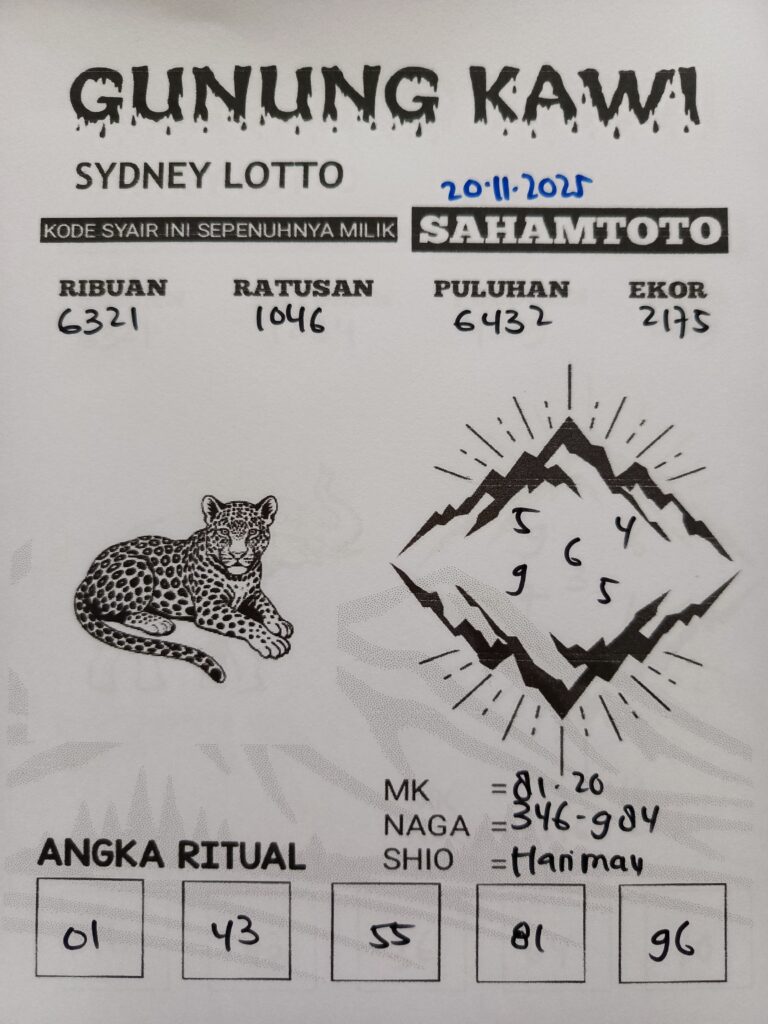 GUNUNG KAWI
SYDNEY LOTTO
20.11.2025
KODE SYAIR INI SEPENUHNYA MILIK SAHAMTOTO
RIBUAN RATUSAN PULUHAN EKOR
6321 1046 6432 2175
5 4
6
9 5
MK = 81.20
NAGA = 346-984
SHIO = Harimau
ANGKA RITUAL
01 43 55 81 96